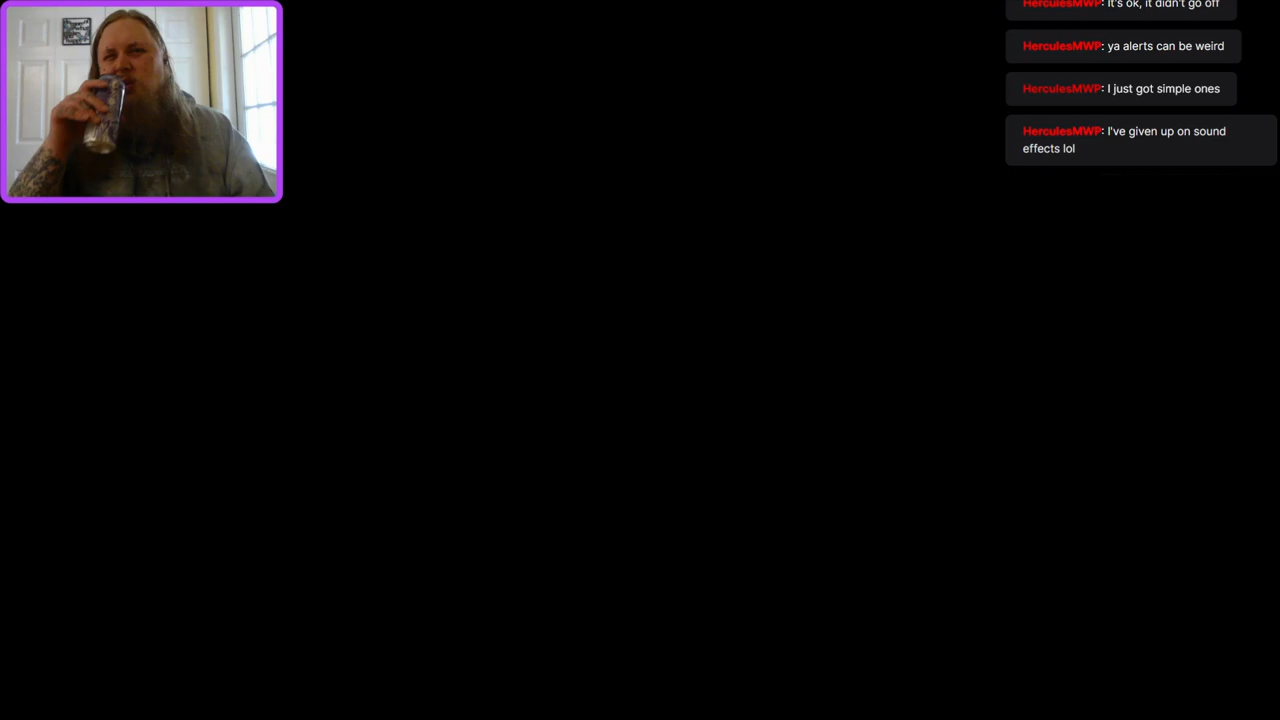 HerculesMWP: It's ok, it didn't go off
HerculesMWP: ya alerts can be weird
HerculesMWP: I just got simple ones
HerculesMWP: I've given up on sound
effects lol